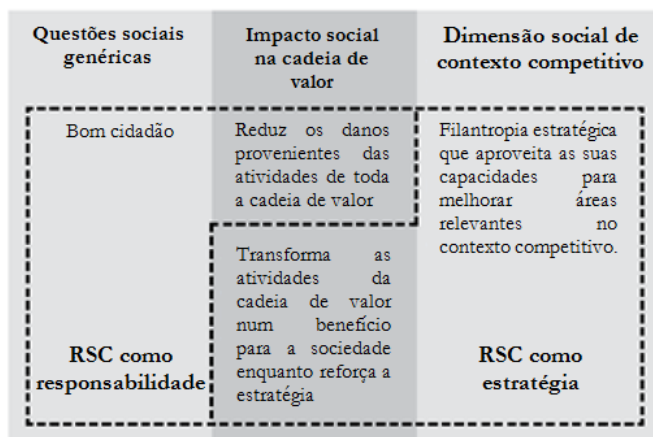 Questões sociais
genéricas
Bom cidadão
RSC como
responsabilidade
Impacto social
na cadeia de
valor
Reduz os danos
provenientes das
atividades de toda
a cadeia de valor
Transforma as
atividades da
cadeia de valor
num benefício
para a sociedade
enquanto reforça a
estratégia
Dimensão social de
contexto competitivo
Filantropia estratégica
que aproveita as suas
capacidades para
melhorar áreas
relevantes no
contexto competitivo.
RSC como
estratégia